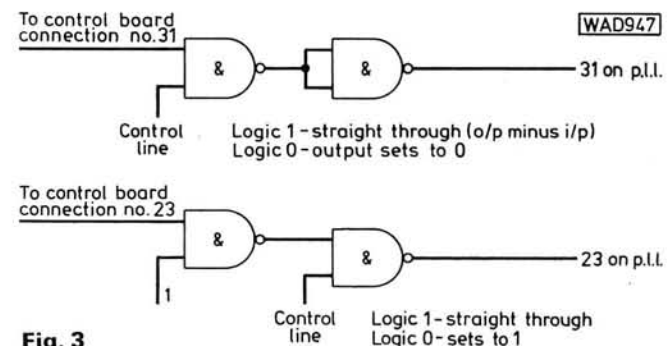 To control board
connection no.31
WAD947
&
&
31 on p.l.l.
Control
line
Logic 1-straight through (o/p minus i/p)
Logic 0-output sets to 0
To control board
connection no.23
&
&
23 on p.l.l.
1
Control
line
Logic 1-straight through
Logic 0-sets to 1
Fig. 3